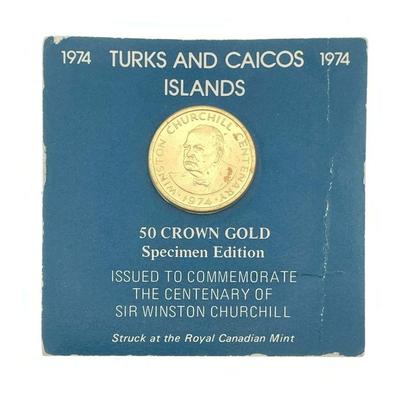 1974 TURKS AND CAICOS 1974
ISLANDS
· WINSTON CHURCHILL CENTENARY ·
1974
50 CROWN GOLD
Specimen Edition
ISSUED TO COMMEMORATE
THE CENTENARY OF
SIR WINSTON CHURCHILL
Struck at the Royal Canadian Mint